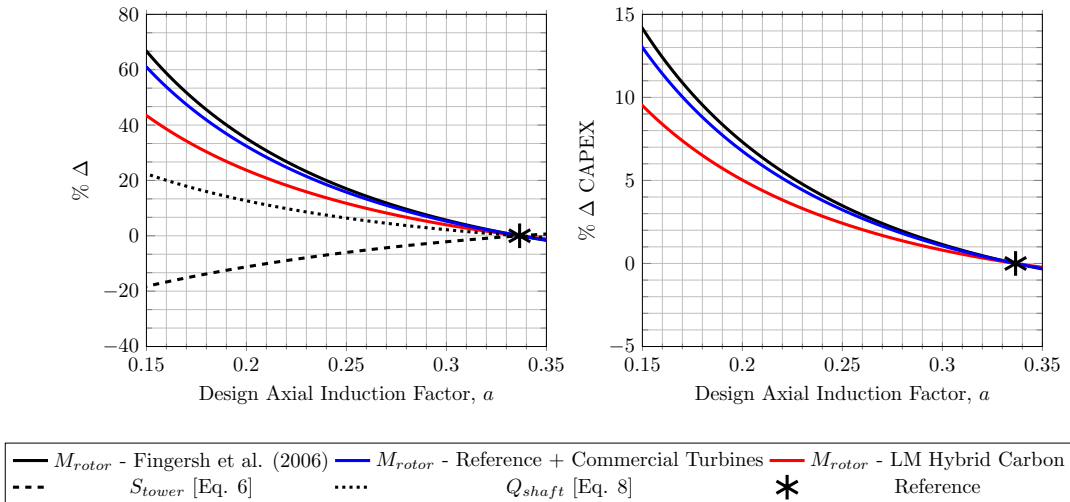 80
60
40
20
0
−20
−40
% Δ
0.15 0.2 0.25 0.3 0.35
Design Axial Induction Factor, a
15
10
5
0
−5
% Δ CAPEX
0.15 0.2 0.25 0.3 0.35
Design Axial Induction Factor, a
M_rotor - Fingersh et al. (2006) M_rotor - Reference + Commercial Turbines M_rotor - LM Hybrid Carbon
S_tower [Eq. 6] Q_shaft [Eq. 8] Reference